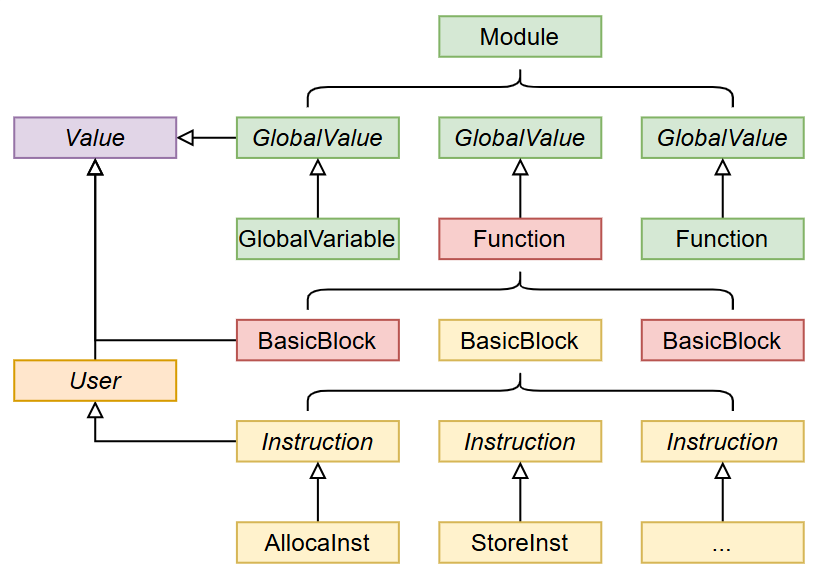 Module
Value
GlobalValue
GlobalValue
GlobalValue
GlobalVariable
Function
Function
BasicBlock
BasicBlock
BasicBlock
User
Instruction
Instruction
Instruction
AllocaInst
StoreInst
...